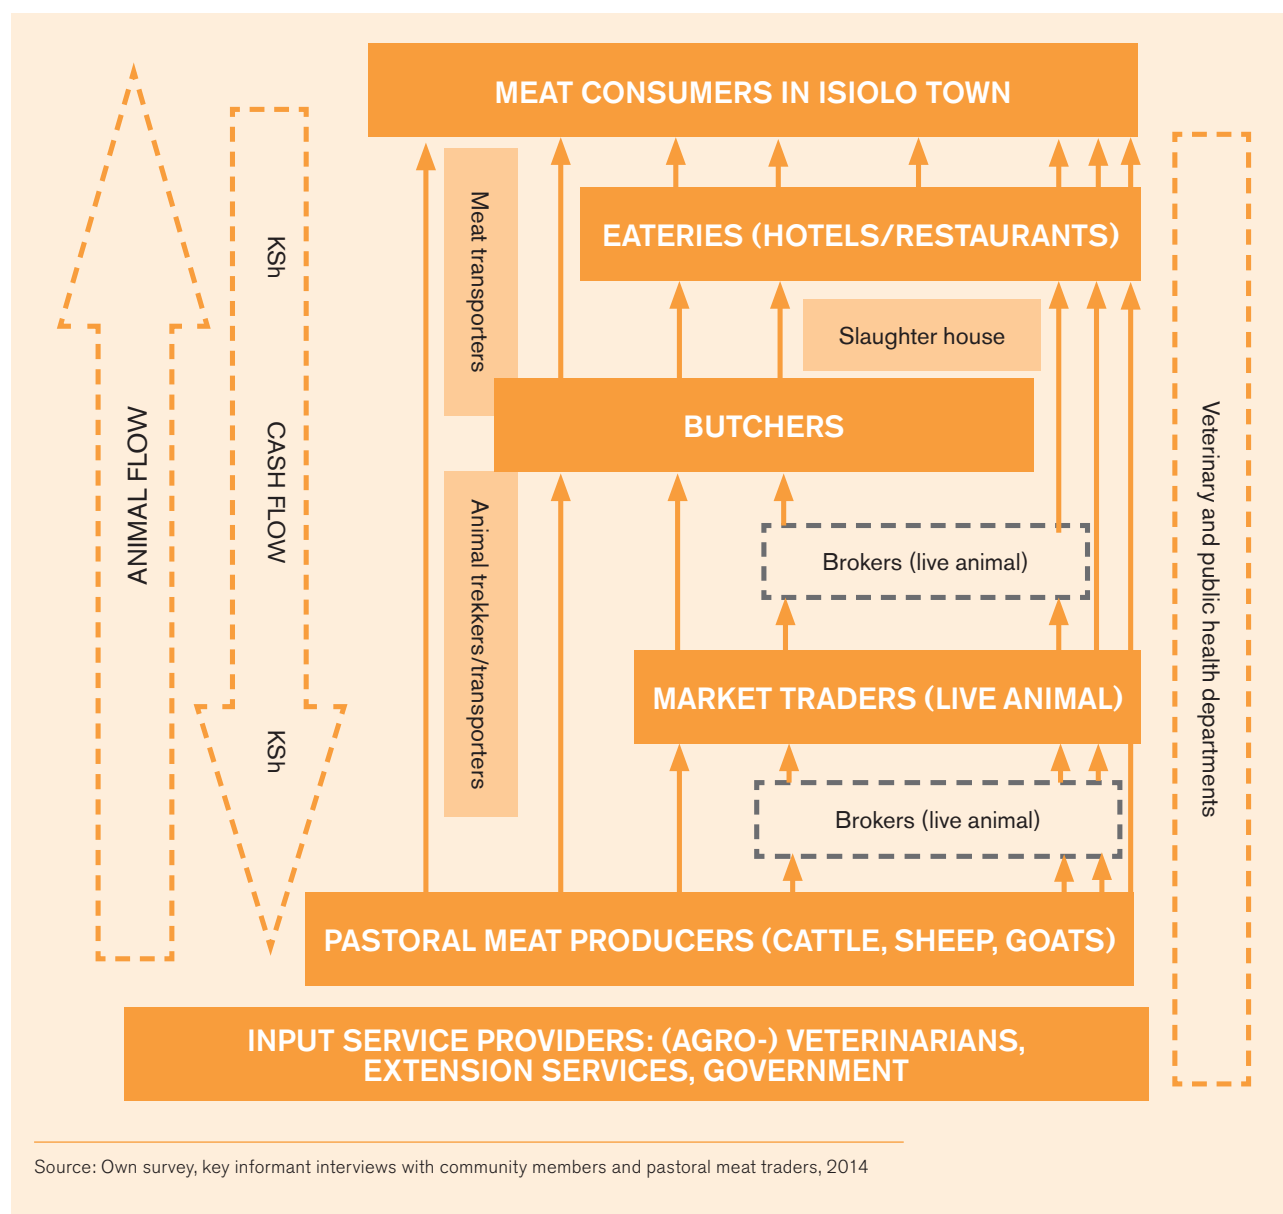 MEAT CONSUMERS IN ISIOLO TOWN
Meat transporters
EATERIES (HOTELS/RESTAURANTS)
KSh
Slaughter house
BUTCHERS
ANIMAL FLOW
CASH FLOW
Veterinary and public health departments
Animal trekkers/transporters
Brokers (live animal)
MARKET TRADERS (LIVE ANIMAL)
KSh
Brokers (live animal)
PASTORAL MEAT PRODUCERS (CATTLE, SHEEP, GOATS)
INPUT SERVICE PROVIDERS: (AGRO-) VETERINARIANS,
EXTENSION SERVICES, GOVERNMENT
Source: Own survey, key informant interviews with community members and pastoral meat traders, 2014